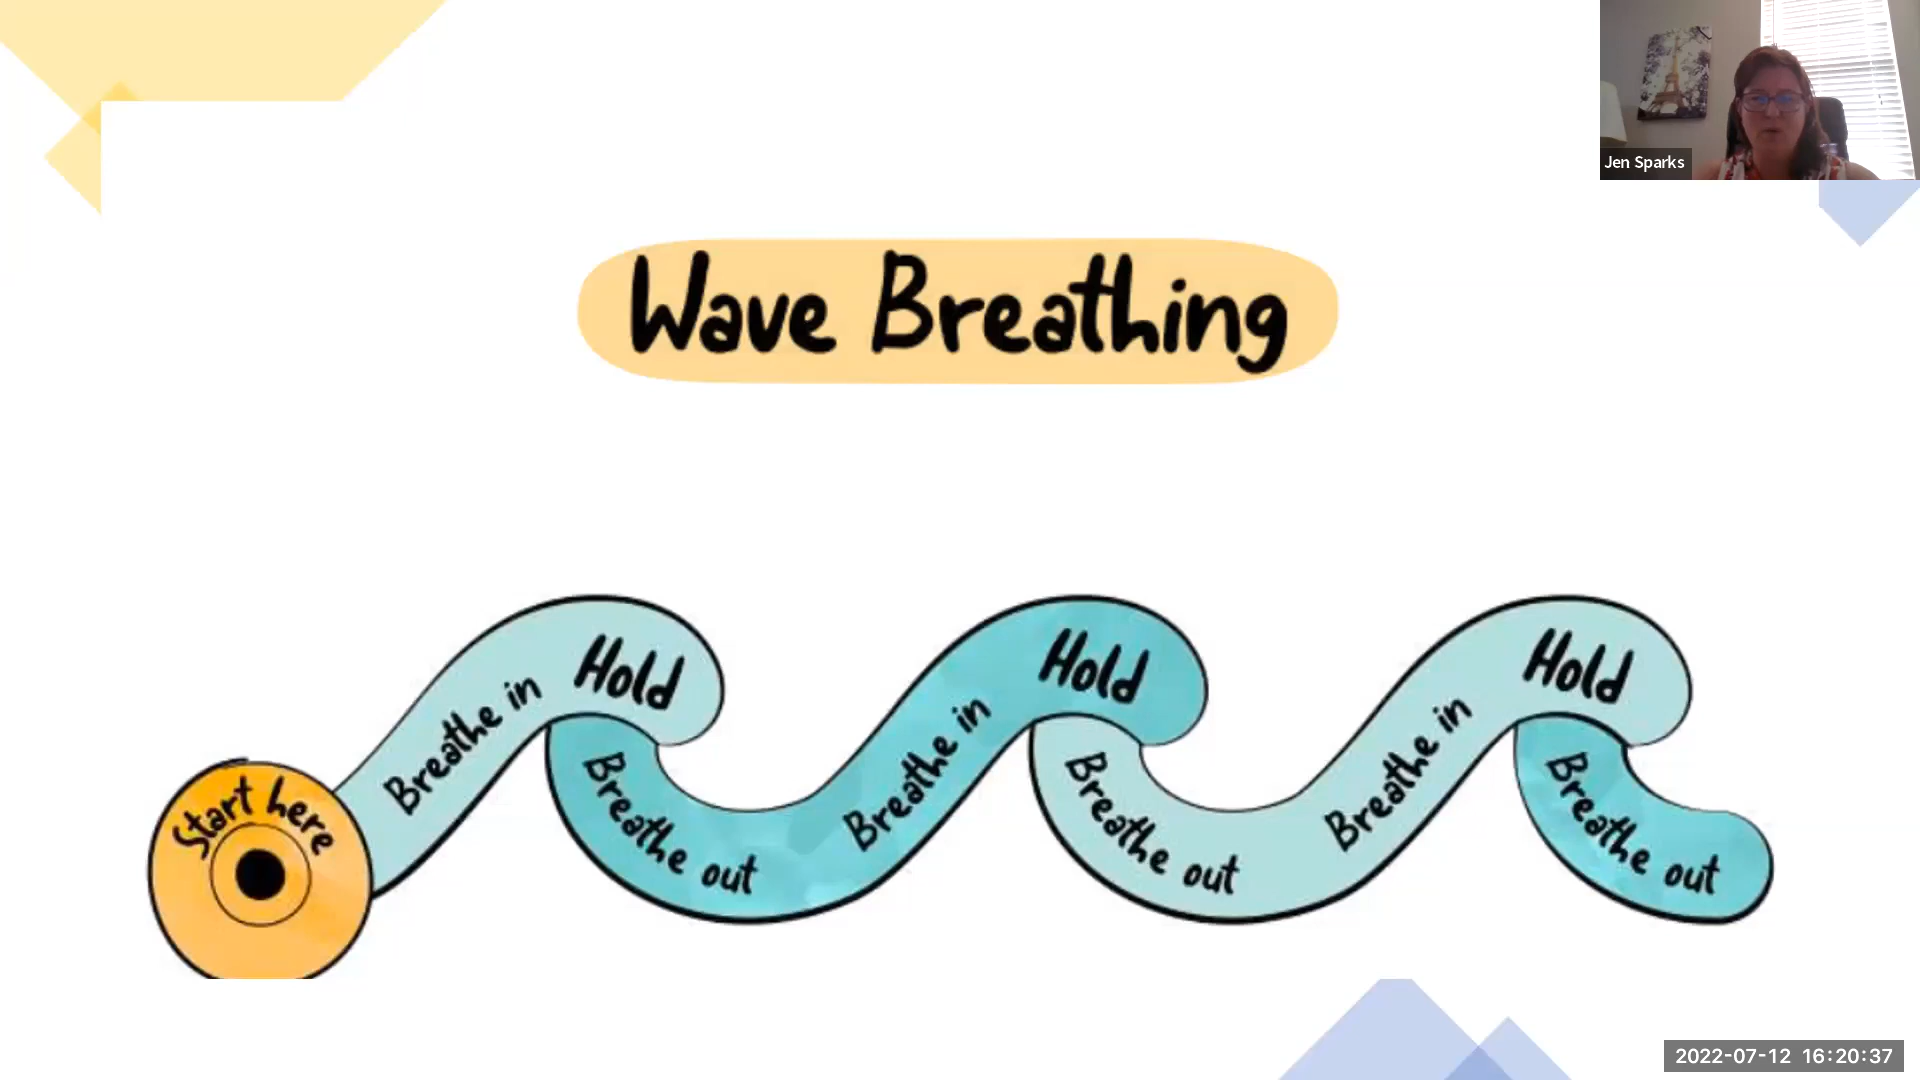 Jen Sparks
Wave Breathing
Start here
Breathe in
Hold
Breathe out
Breathe in
Hold
Breathe out
Breathe in
Hold
Breathe out
2022-07-12 16:20:37